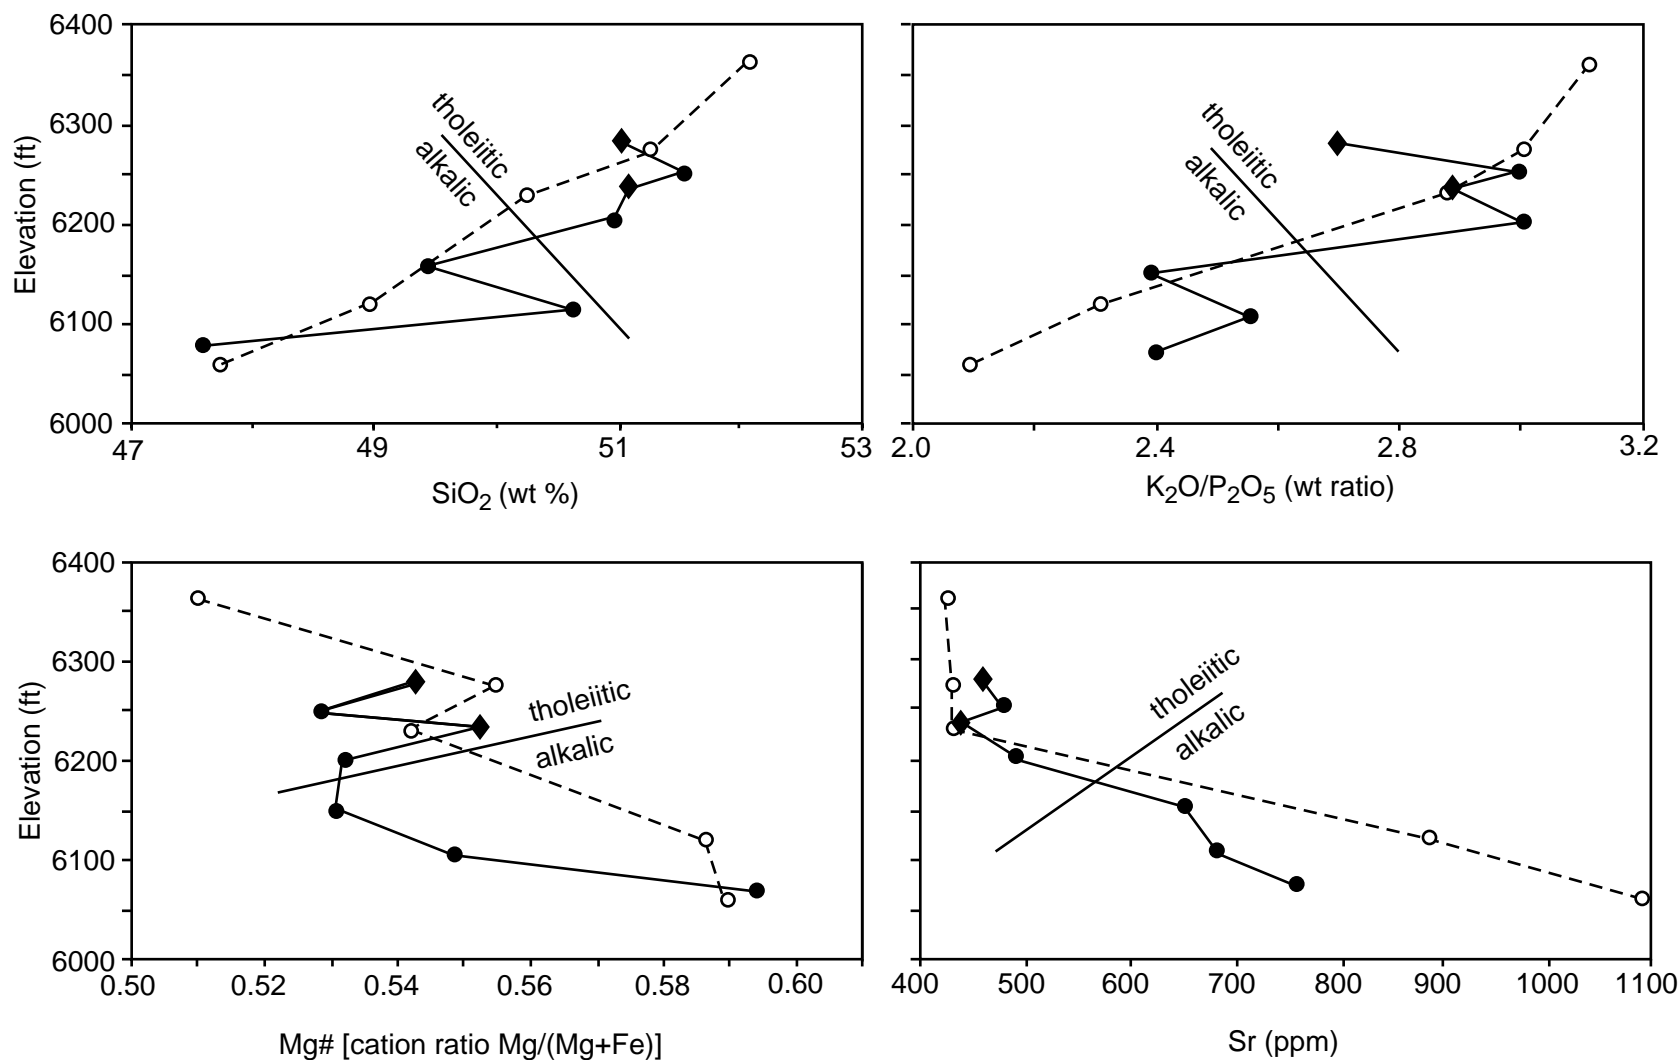 6400
6300
6200
6100
6000
Elevation (ft)
tholeiitic
alkalic
47
49
51
53
SiO2 (wt %)
tholeiitic
alkalic
2.0
2.4
2.8
3.2
K2O/P2O5 (wt ratio)
6400
6300
6200
6100
6000
Elevation (ft)
tholeiitic
alkalic
0.50
0.52
0.54
0.56
0.58
0.60
Mg# [cation ratio Mg/(Mg+Fe)]
tholeiitic
alkalic
400
500
600
700
800
900
1000
1100
Sr (ppm)